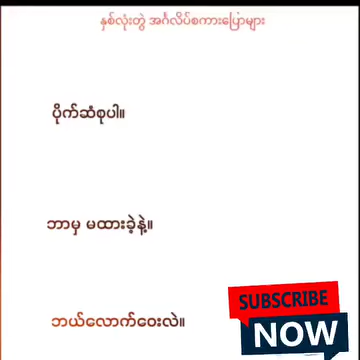 နှစ်လုံးတွဲ အင်္ဂလိပ်စကားပြောများ
ပိုက်ဆံစုပါ။
ဘာမှ မထားခဲ့နဲ့။
ဘယ်လောက်ဝေးလဲ။
SUBSCRIBE
NOW